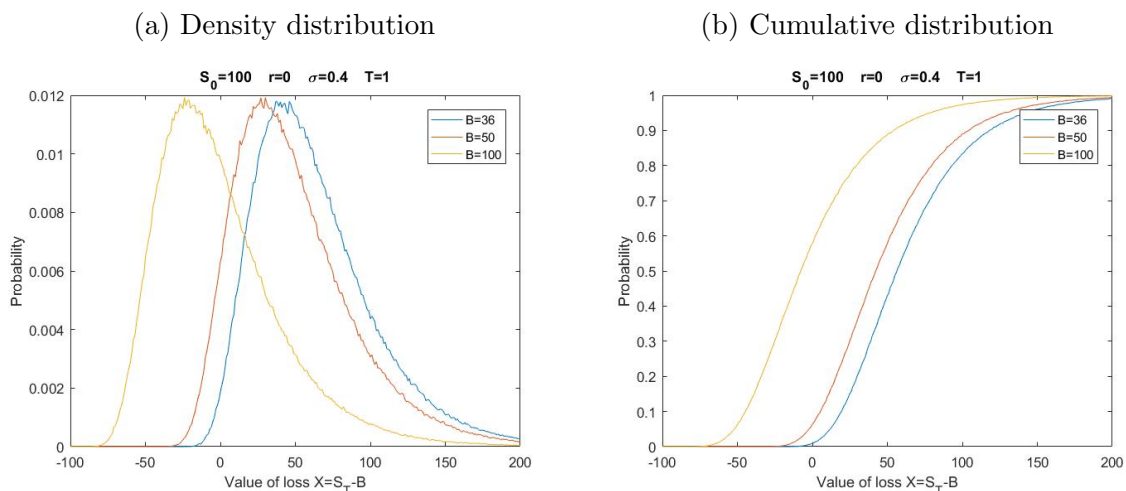 (a) Density distribution
(b) Cumulative distribution
S₀=100 r=0 σ=0.4 T=1
0.012
0.01
0.008
0.006
0.004
0.002
0
Probability
B=36
B=50
B=100
-100 -50 0 50 100 150 200
Value of loss X=S_T-B
S₀=100 r=0 σ=0.4 T=1
1
0.9
0.8
0.7
0.6
0.5
0.4
0.3
0.2
0.1
0
Probability
B=36
B=50
B=100
-100 -50 0 50 100 150 200
Value of loss X=S_T-B